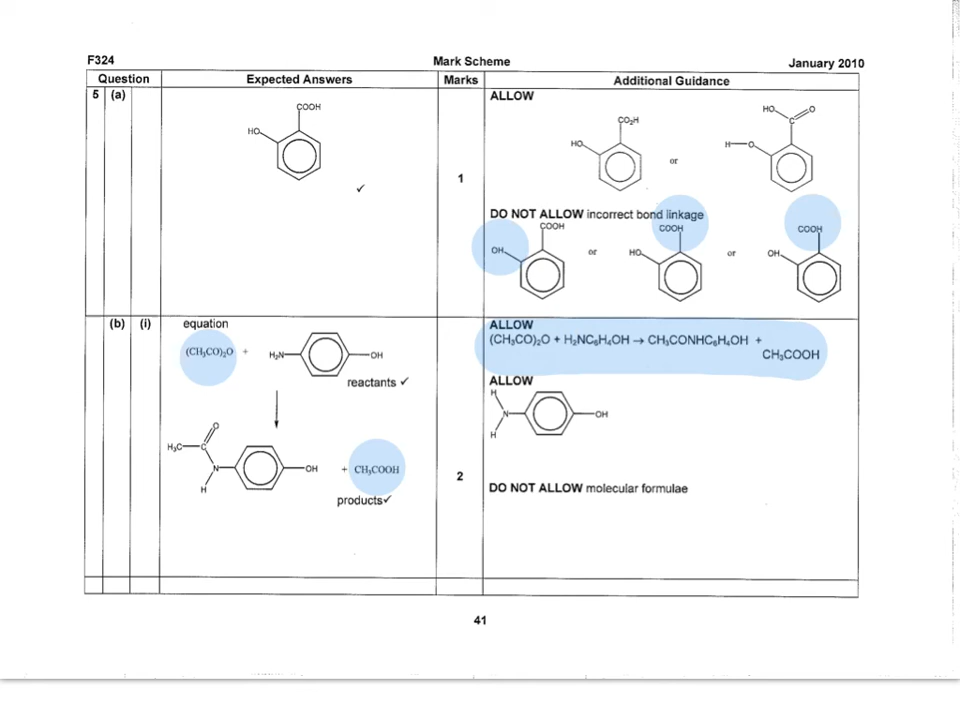 F324 Mark Scheme January 2010
Question Expected Answers Marks Additional Guidance
5 (a)
COOH
HO
✓
1
ALLOW
CO₂H
HO
or
HO O
C
H O
DO NOT ALLOW incorrect bond linkage
COOH COOH COOH
OH or HO or OH
(b) (i) equation
(CH₃CO)₂O + H₂N OH
reactants ✓
O
H₃C C
N OH + CH₃COOH
H
products✓
2
ALLOW
(CH₃CO)₂O + H₂NC₆H₄OH → CH₃CONHC₆H₄OH +
CH₃COOH
ALLOW
H
N OH
H
DO NOT ALLOW molecular formulae
41